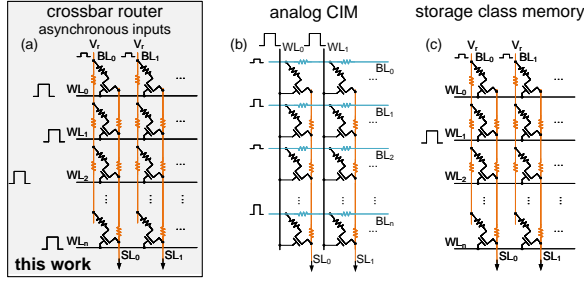 crossbar router
asynchronous inputs
(a)
Vr Vr
BL0 BL1
...
WL0
...
WL1
...
WL2
⋮ ⋮
...
WLn
SL0 SL1
this work
analog CIM
(b)
WL0 WL1
...
BL0
...
BL1
...
BL2
⋮ ⋮
...
BLn
SL0 SL1
storage class memory
(c)
Vr Vr
BL0 BL1
...
WL0
...
WL1
...
WL2
⋮ ⋮
...
WLn
SL0 SL1